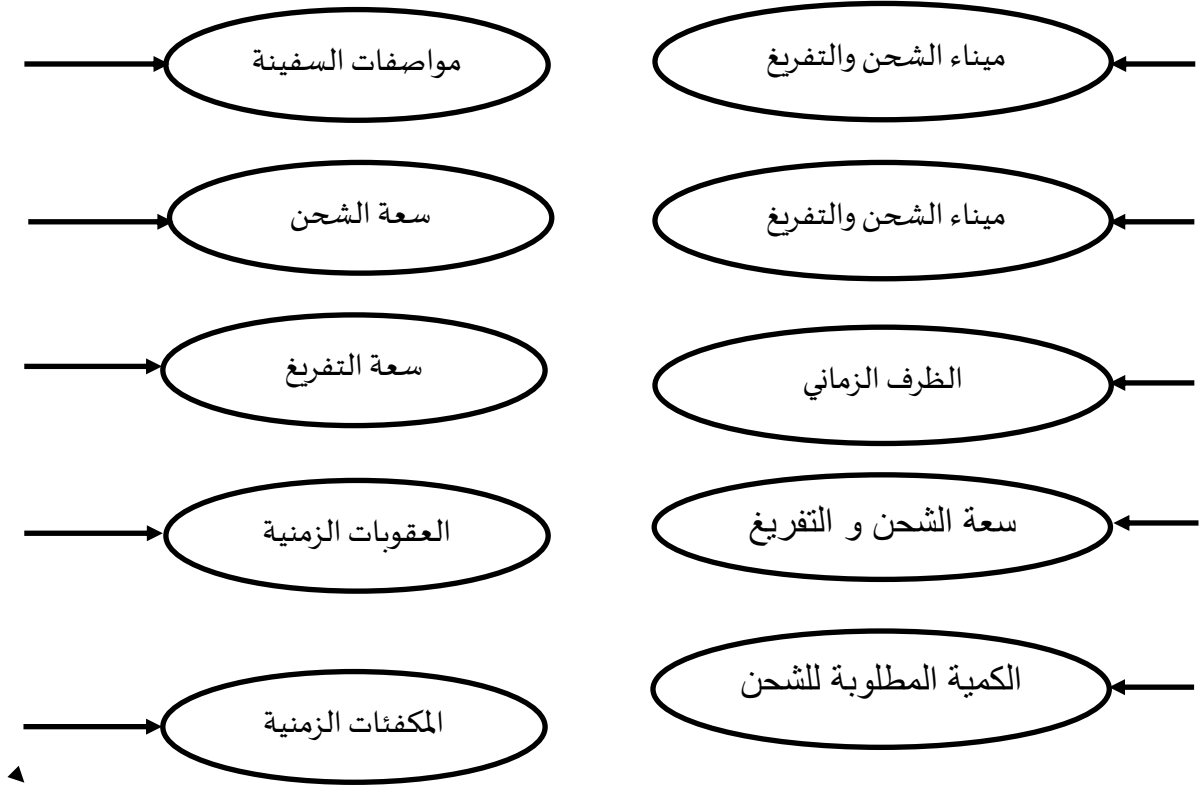 ميناء الشحن والتفريغ
مواصفات السفينة
ميناء الشحن والتفريغ
سعة الشحن
الظرف الزماني
سعة التفريغ
سعة الشحن و التفريغ
العقوبات الزمنية
الكمية المطلوبة للشحن
المكفئات الزمنية